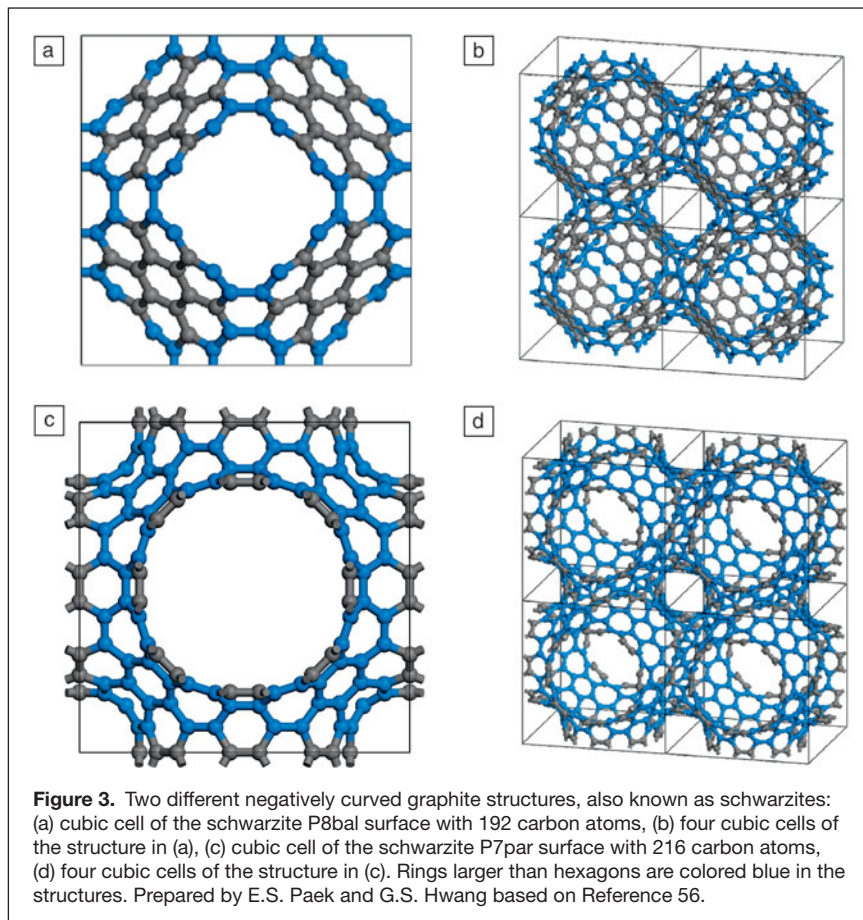 a
b
c
d
Figure 3. Two different negatively curved graphite structures, also known as schwarzites:
(a) cubic cell of the schwarzite P8bal surface with 192 carbon atoms, (b) four cubic cells of
the structure in (a), (c) cubic cell of the schwarzite P7par surface with 216 carbon atoms,
(d) four cubic cells of the structure in (c). Rings larger than hexagons are colored blue in the
structures. Prepared by E.S. Paek and G.S. Hwang based on Reference 56.